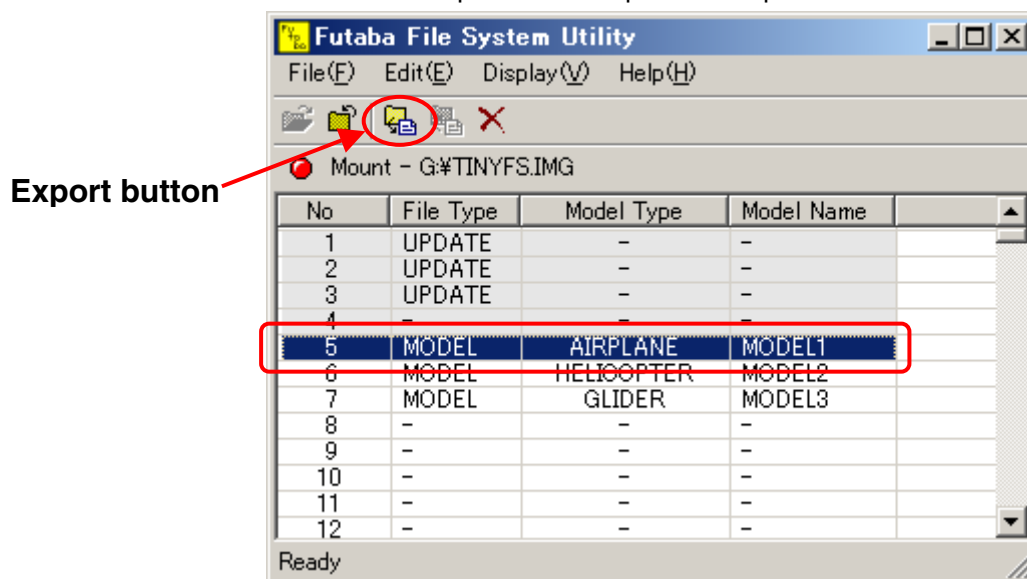 Futaba File System Utility
File(F) Edit(E) Display(V) Help(H)
Export button
Mount - G:¥TINYFS.IMG
No File Type Model Type Model Name
1 UPDATE - -
2 UPDATE - -
3 UPDATE - -
4 - - -
5 MODEL AIRPLANE MODEL1
6 MODEL HELICOPTER MODEL2
7 MODEL GLIDER MODEL3
8 - - -
9 - - -
10 - - -
11 - - -
12 - - -
Ready